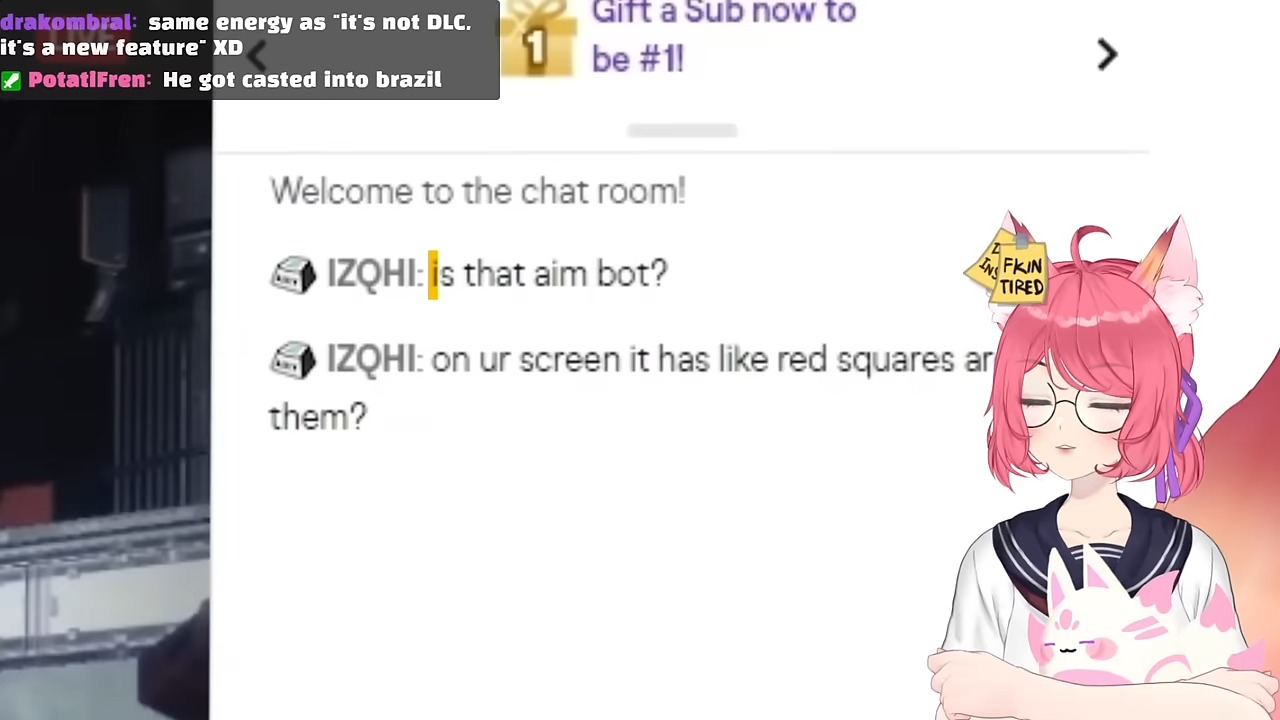 drakombral: same energy as "it's not DLC,
it's a new feature" XD
PotatiFren: He got casted into brazil
1
Gift a Sub now to
be #1!
Welcome to the chat room!
IZQHI: is that aim bot?
IZQHI: on ur screen it has like red squares ar
them?
FKIN
TIRED